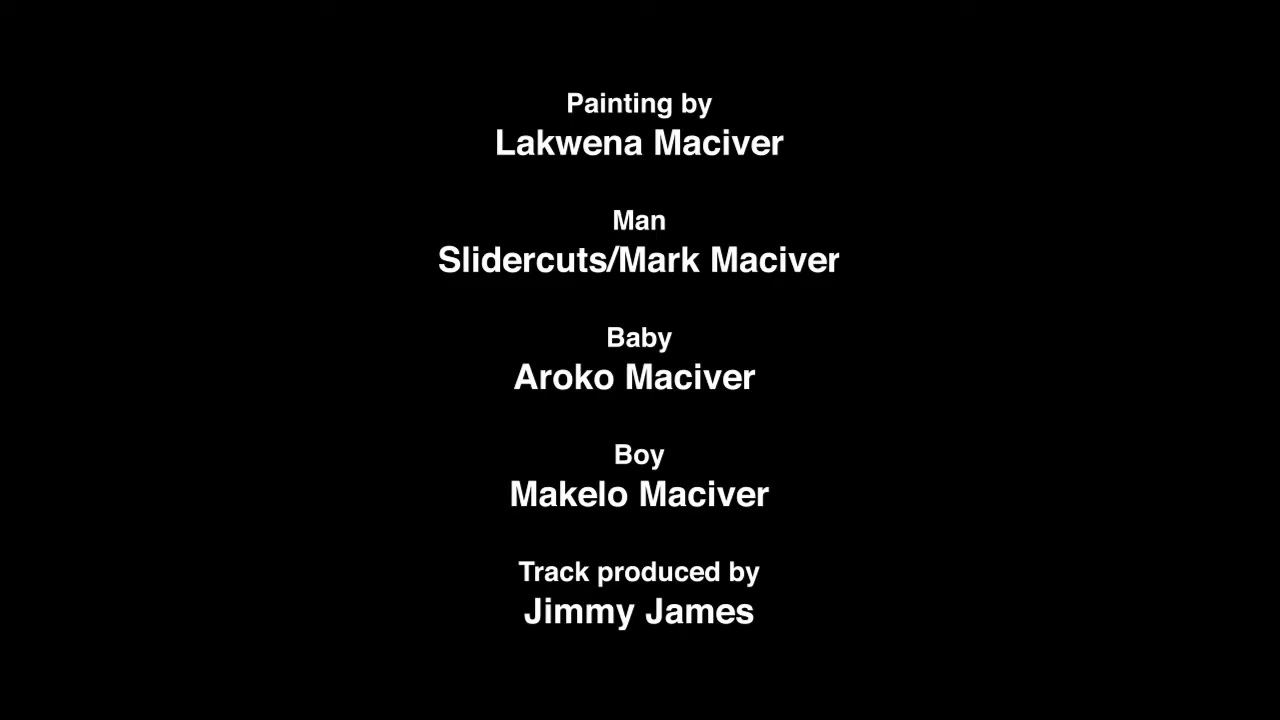 Painting by
Lakwena Maciver
Man
Slidercuts/Mark Maciver
Baby
Aroko Maciver
Boy
Makelo Maciver
Track produced by
Jimmy James